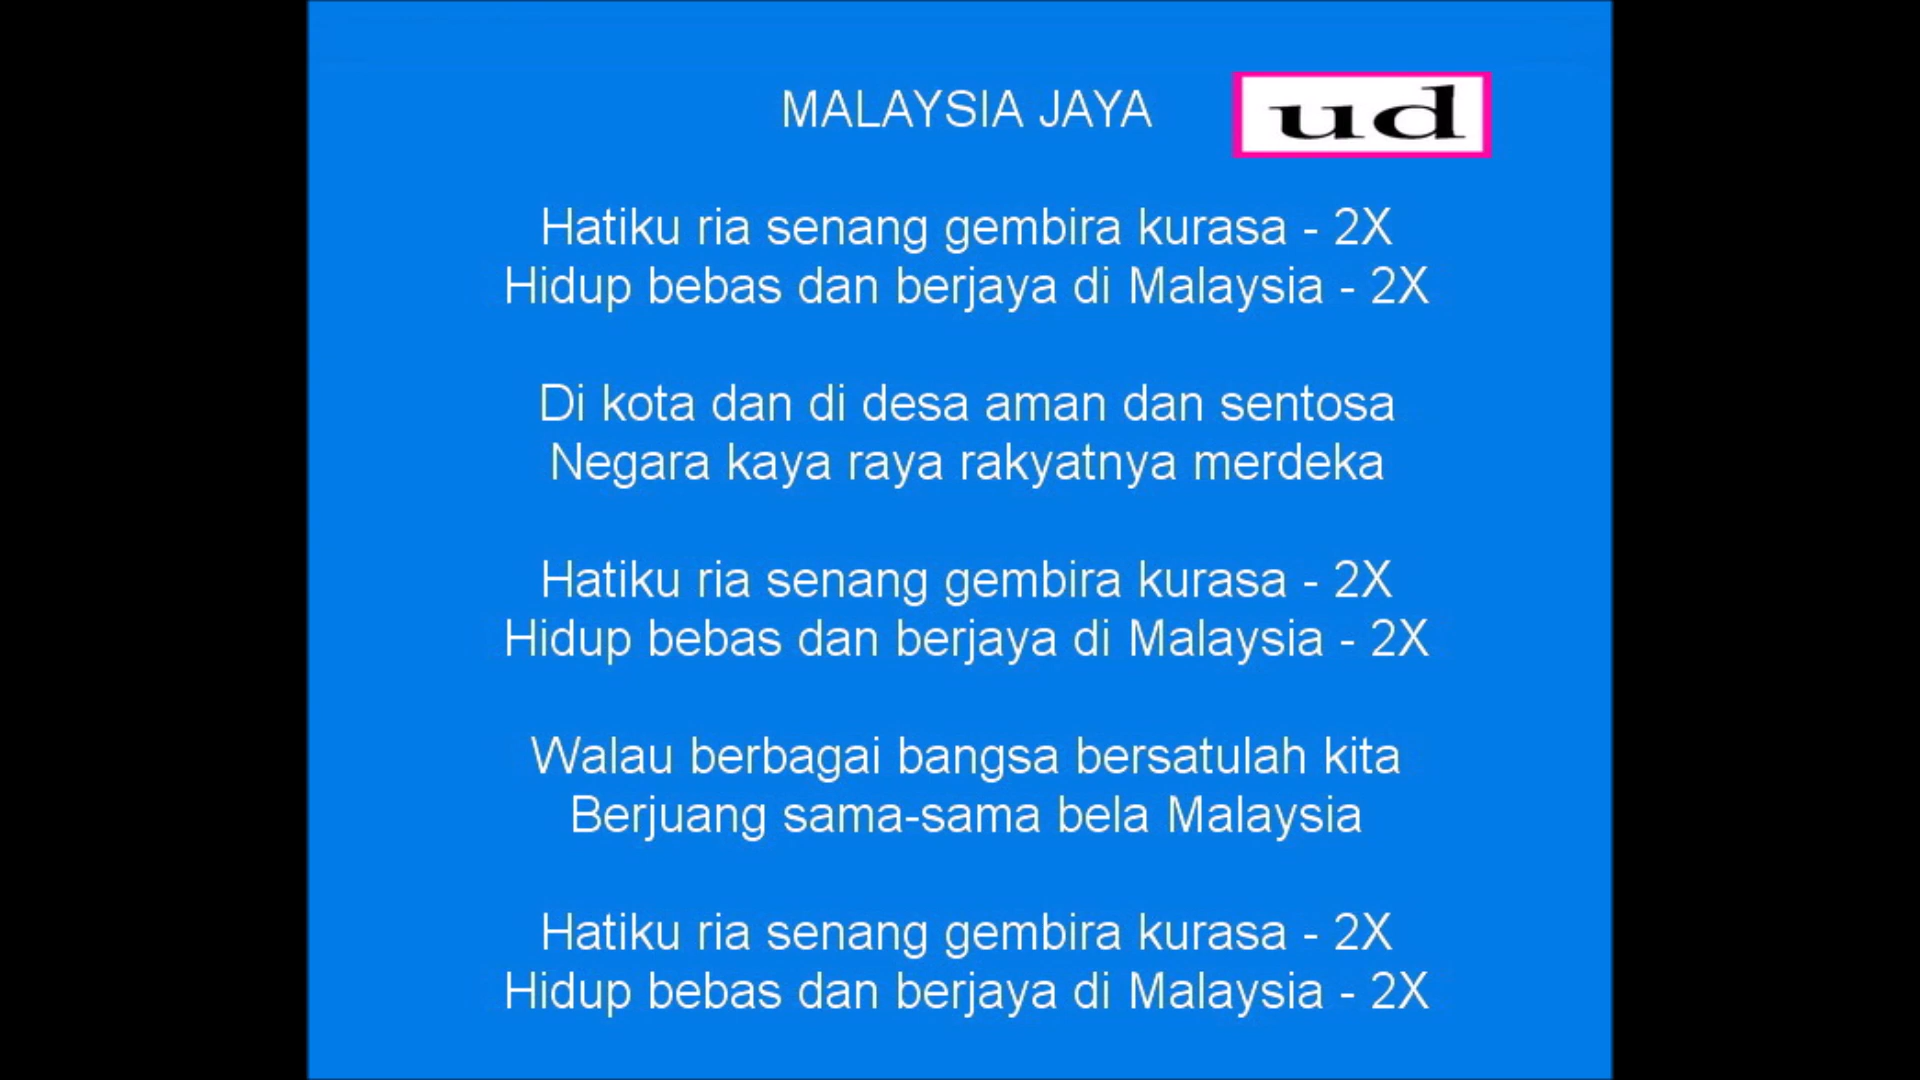 MALAYSIA JAYA
ud
Hatiku ria senang gembira kurasa - 2X
Hidup bebas dan berjaya di Malaysia - 2X
Di kota dan di desa aman dan sentosa
Negara kaya raya rakyatnya merdeka
Hatiku ria senang gembira kurasa - 2X
Hidup bebas dan berjaya di Malaysia - 2X
Walau berbagai bangsa bersatulah kita
Berjuang sama-sama bela Malaysia
Hatiku ria senang gembira kurasa - 2X
Hidup bebas dan berjaya di Malaysia - 2X